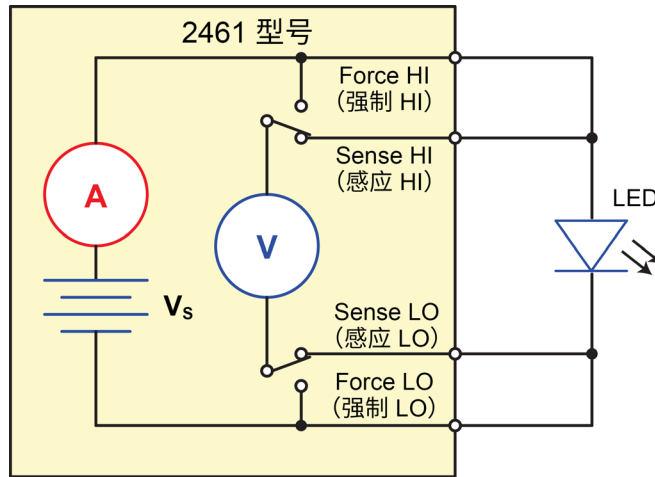 2461 型号
Force HI
（强制 HI）
Sense HI
（感应 HI）
LED
A
V
Vs
Sense LO
（感应 LO）
Force LO
（强制 LO）